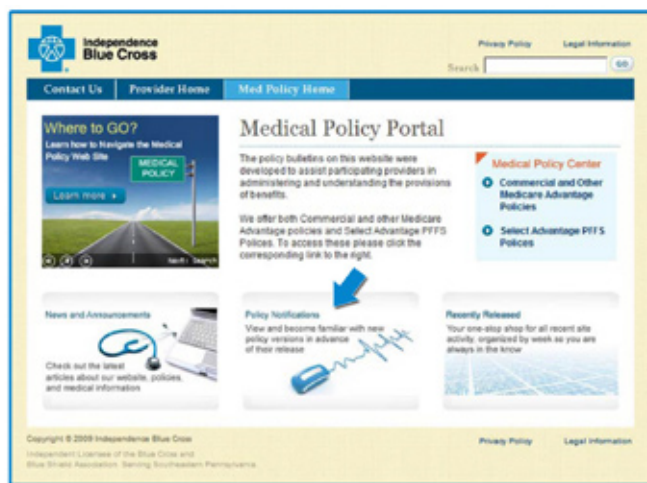 Independence
Blue Cross
Privacy Policy
Legal Information
Search
GO
Contact Us
Provider Home
Med Policy Home
Where to GO?
Learn how to Navigate the Medical
Policy Web Site
MEDICAL
POLICY
Learn more
Next: Search
Medical Policy Portal
The policy bulletins on this website were
developed to assist participating providers in
administering and understanding the provisions
of benefits.
We offer both Commercial and other Medicare
Advantage policies and Select Advantage PFFS
Polices. To access these please click the
corresponding link to the right.
Medical Policy Center
Commercial and Other
Medicare Advantage
Policies
Select Advantage PFFS
Polices
News and Announcements
Check out the latest
articles about our website, policies,
and medical information
Policy Notifications
View and become familiar with new
policy versions in advance
of their release
Recently Released
Your one-stop shop for all recent site
activity, organized by week so you are
always in the know
Copyright © 2009 Independence Blue Cross
Independent Licensee of the Blue Cross and
Blue Shield Association. Serving Southeastern Pennsylvania.
Privacy Policy
Legal Information